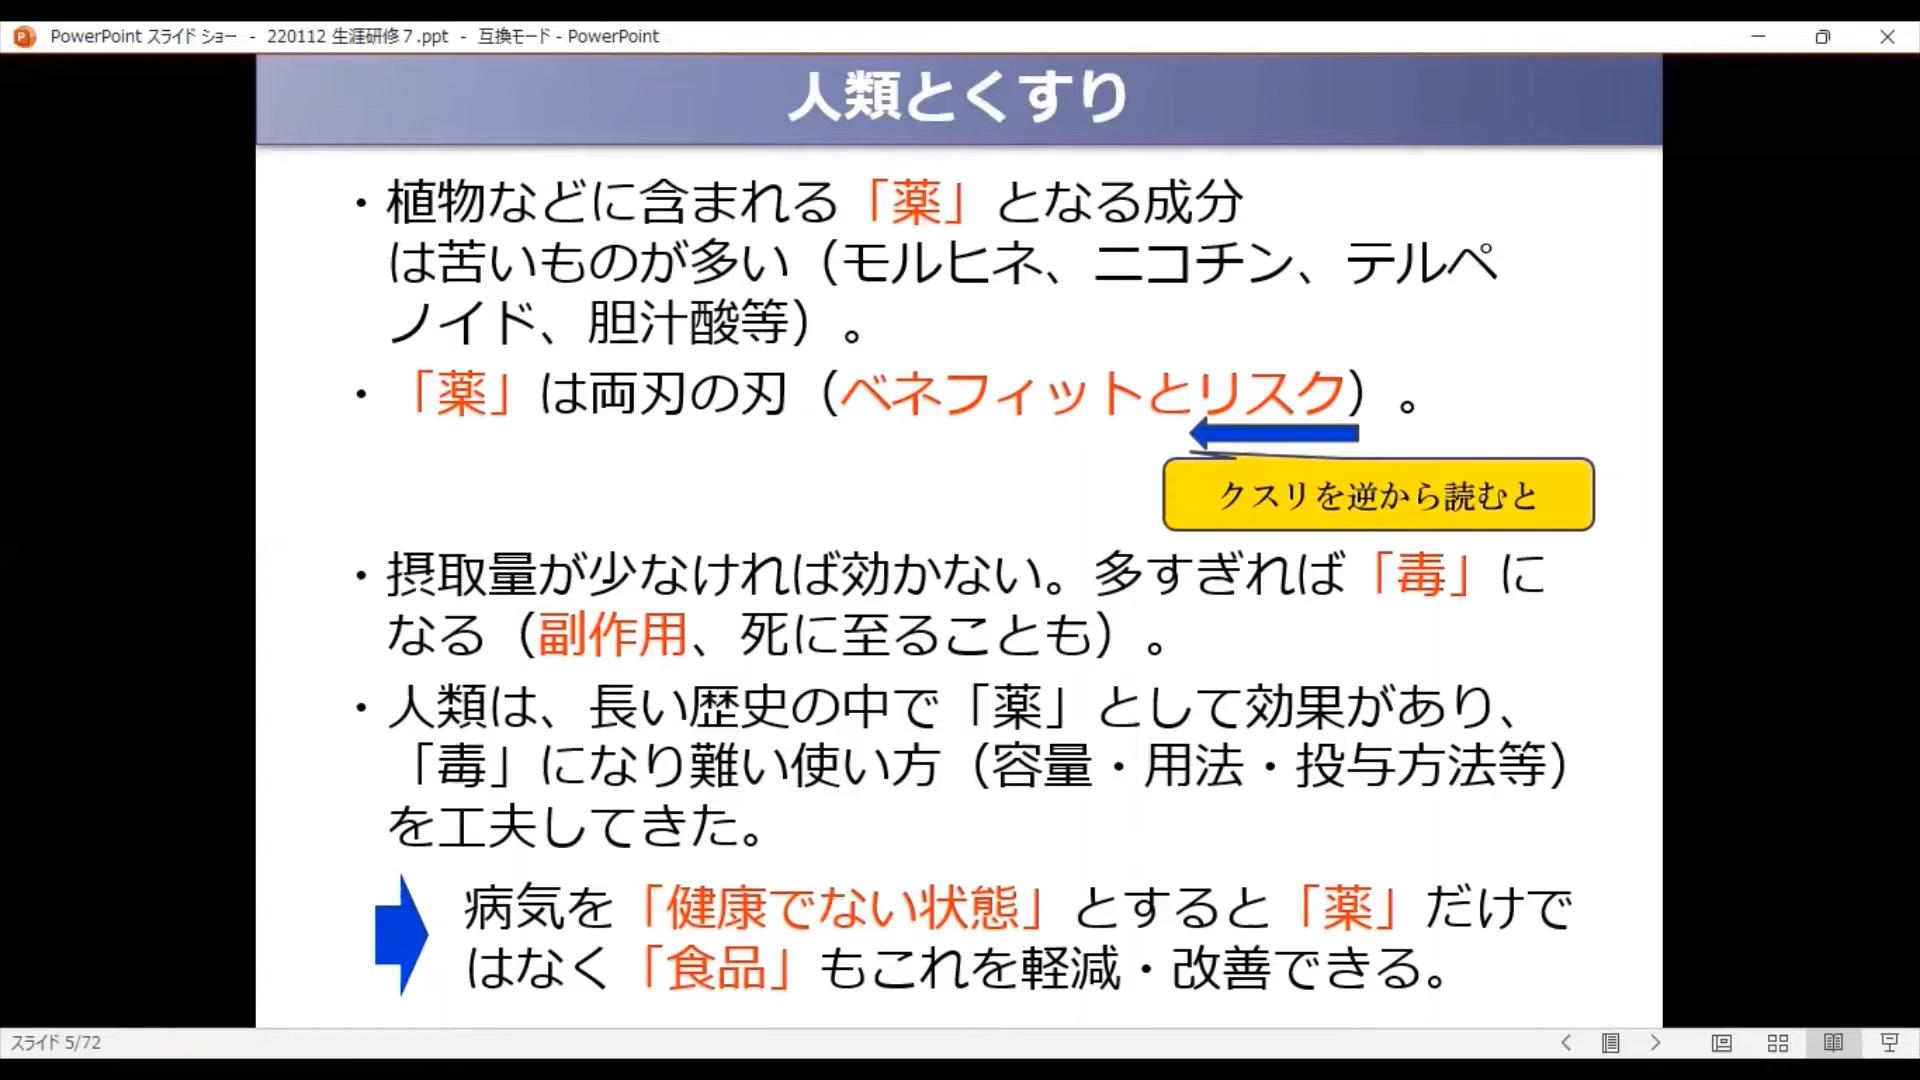 PowerPoint スライド ショー - 220112 生涯研修７.ppt - 互換モード - PowerPoint
人類とくすり
・植物などに含まれる「薬」となる成分
は苦いものが多い（モルヒネ、ニコチン、テルペ
ノイド、胆汁酸等）。
・「薬」は両刃の刃（ベネフィットとリスク）。
クスリを逆から読むと
・摂取量が少なければ効かない。多すぎれば「毒」に
なる（副作用、死に至ることも）。
・人類は、長い歴史の中で「薬」として効果があり、
「毒」になり難い使い方（容量・用法・投与方法等）
を工夫してきた。
病気を「健康でない状態」とすると「薬」だけで
はなく「食品」もこれを軽減・改善できる。
スライド 5/72